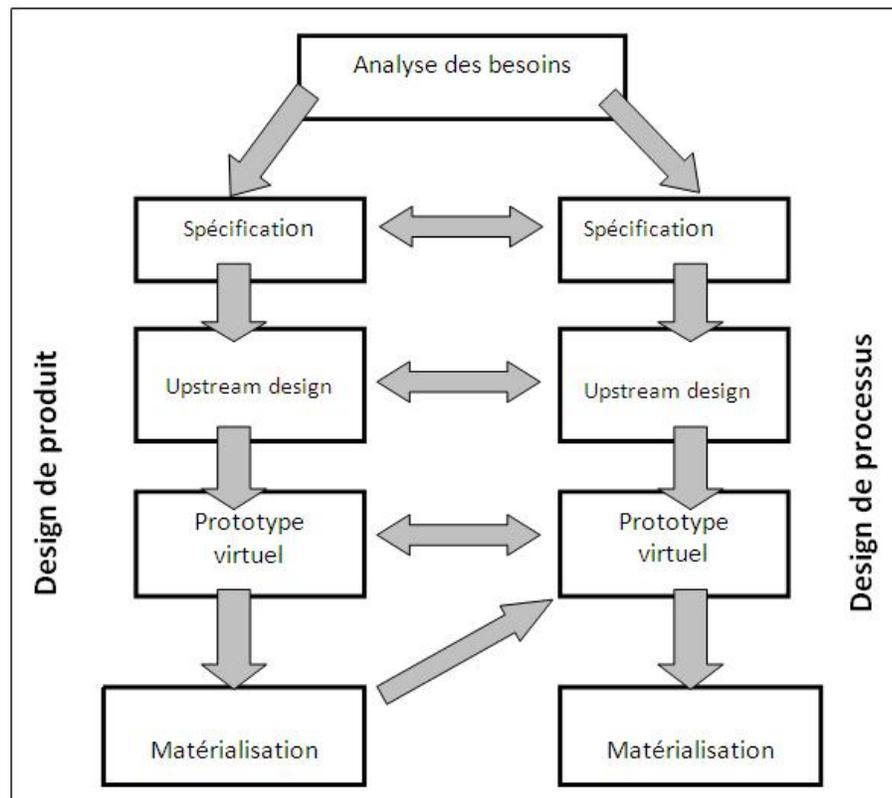 Analyse des besoins
Spécification
Spécification
Upstream design
Upstream design
Prototype
virtuel
Prototype
virtuel
Matérialisation
Matérialisation
Design de produit
Design de processus